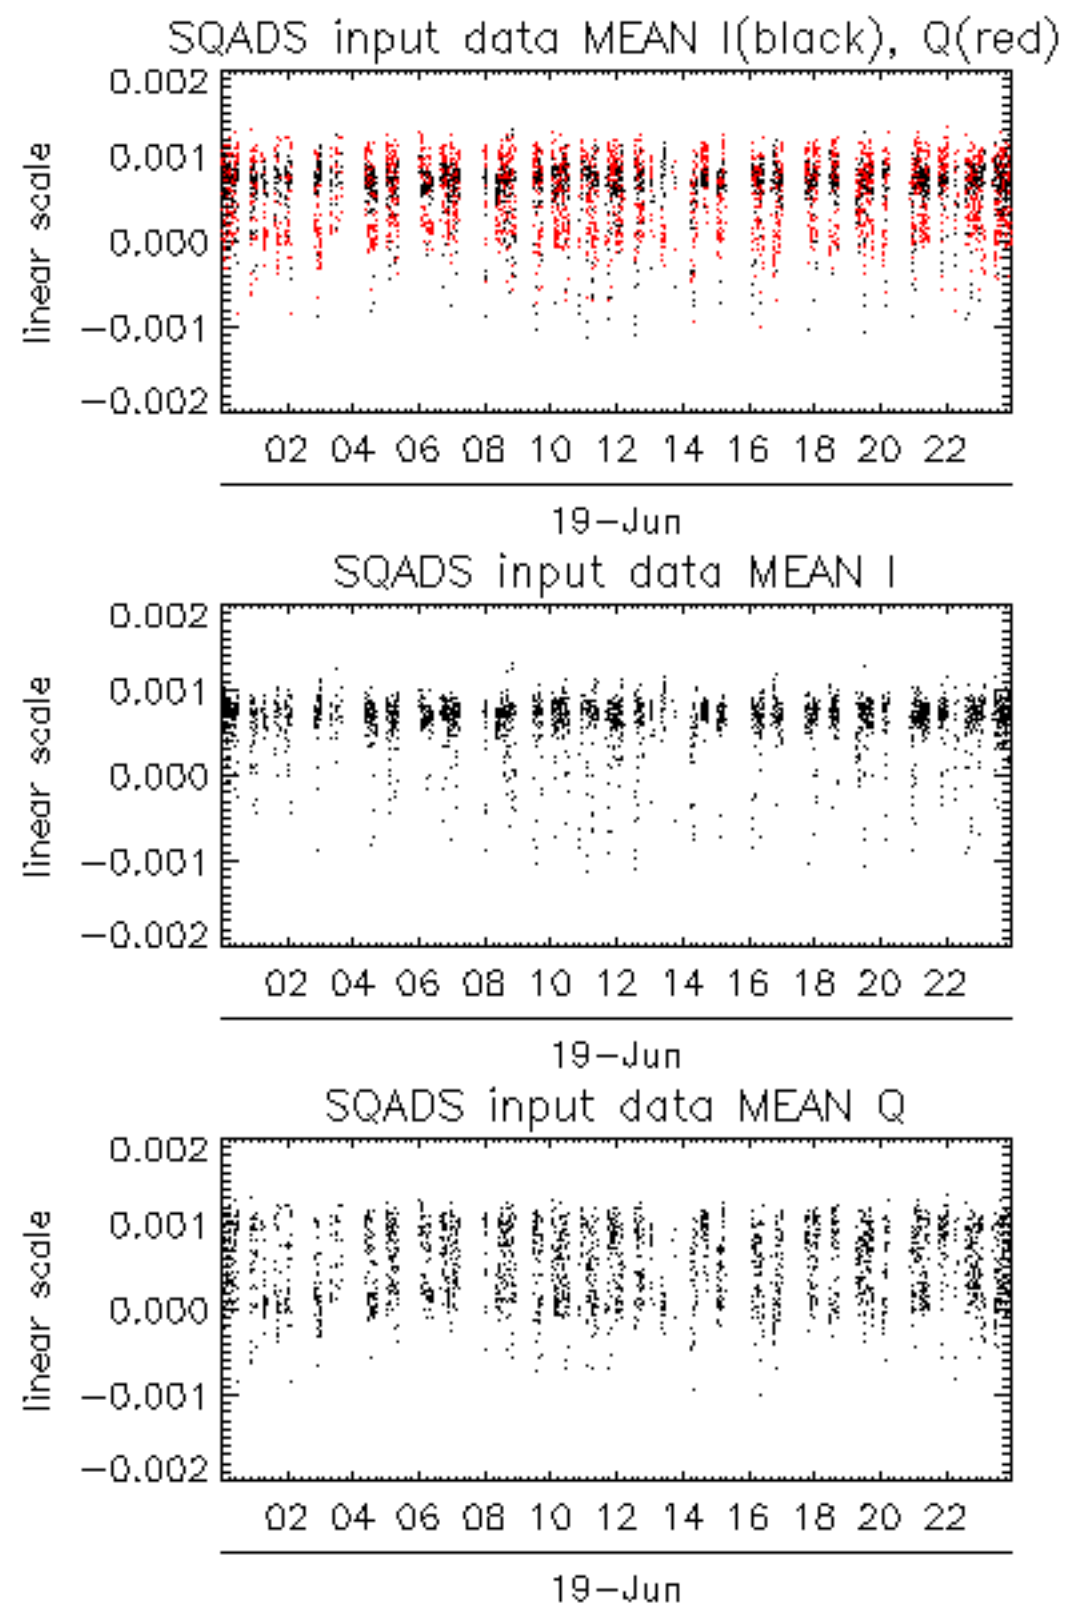 SQADS input data MEAN I(black), Q(red)
0.002
0.001
0.000
−0.001
−0.002
linear scale
02 04 06 08 10 12 14 16 18 20 22
19−Jun
SQADS input data MEAN I
0.002
0.001
0.000
−0.001
−0.002
linear scale
02 04 06 08 10 12 14 16 18 20 22
19−Jun
SQADS input data MEAN Q
0.002
0.001
0.000
−0.001
−0.002
linear scale
02 04 06 08 10 12 14 16 18 20 22
19−Jun